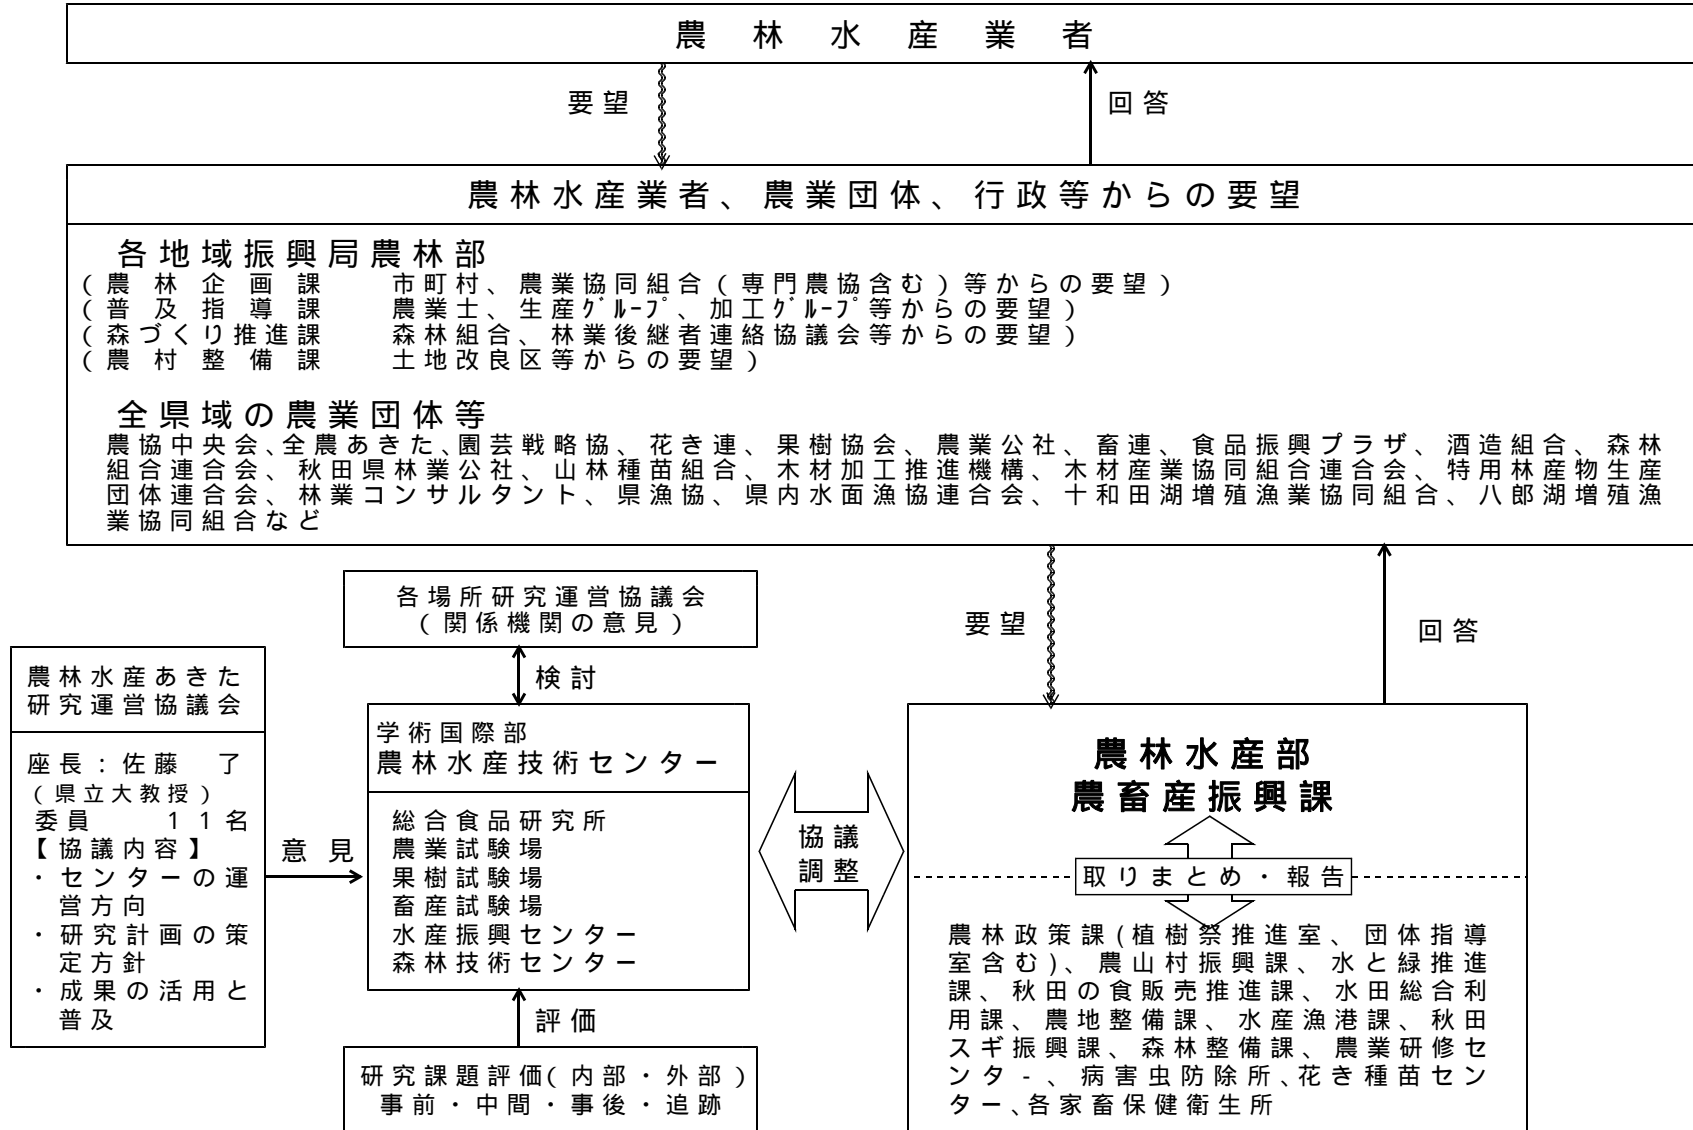 農林水産業者
要望
回答
農林水産業者、農業団体、行政等からの要望
各地域振興局農林部
(農林企画課 市町村、農業協同組合(専門農協含む)等からの要望)
(普及指導課 農業士、生産グループ、加工グループ等からの要望)
(森づくり推進課 森林組合、林業後継者連絡協議会等からの要望)
(農村整備課 土地改良区等からの要望)
全県域の農業団体等
農協中央会、全農あきた、園芸戦略協、花き連、果樹協会、農業公社、畜連、食品振興プラザ、酒造組合、森林
組合連合会、秋田県林業公社、山林種苗組合、木材加工推進機構、木材産業協同組合連合会、特用林産物生産
団体連合会、林業コンサルタント、県漁協、県内水面漁協連合会、十和田湖増殖漁業協同組合、八郎湖増殖漁
業協同組合など
要望
回答
各場所研究運営協議会
(関係機関の意見)
検討
農林水産あきた
研究運営協議会
座長:佐藤 了
(県立大教授)
委員 11名
【協議内容】
・センターの運
営方向
・研究計画の策
定方針
・成果の活用と
普及
意見
学術国際部
農林水産技術センター
総合食品研究所
農業試験場
果樹試験場
畜産試験場
水産振興センター
森林技術センター
評価
研究課題評価(内部・外部)
事前・中間・事後・追跡
協議
調整
農林水産部
農畜産振興課
取りまとめ・報告
農林政策課(植樹祭推進室、団体指導
室含む)、農山村振興課、水と緑推進
課、秋田の食販売推進課、水田総合利
用課、農地整備課、水産漁港課、秋田
スギ振興課、森林整備課、農業研修セ
ンタ-、病害虫防除所、花き種苗セン
ター、各家畜保健衛生所